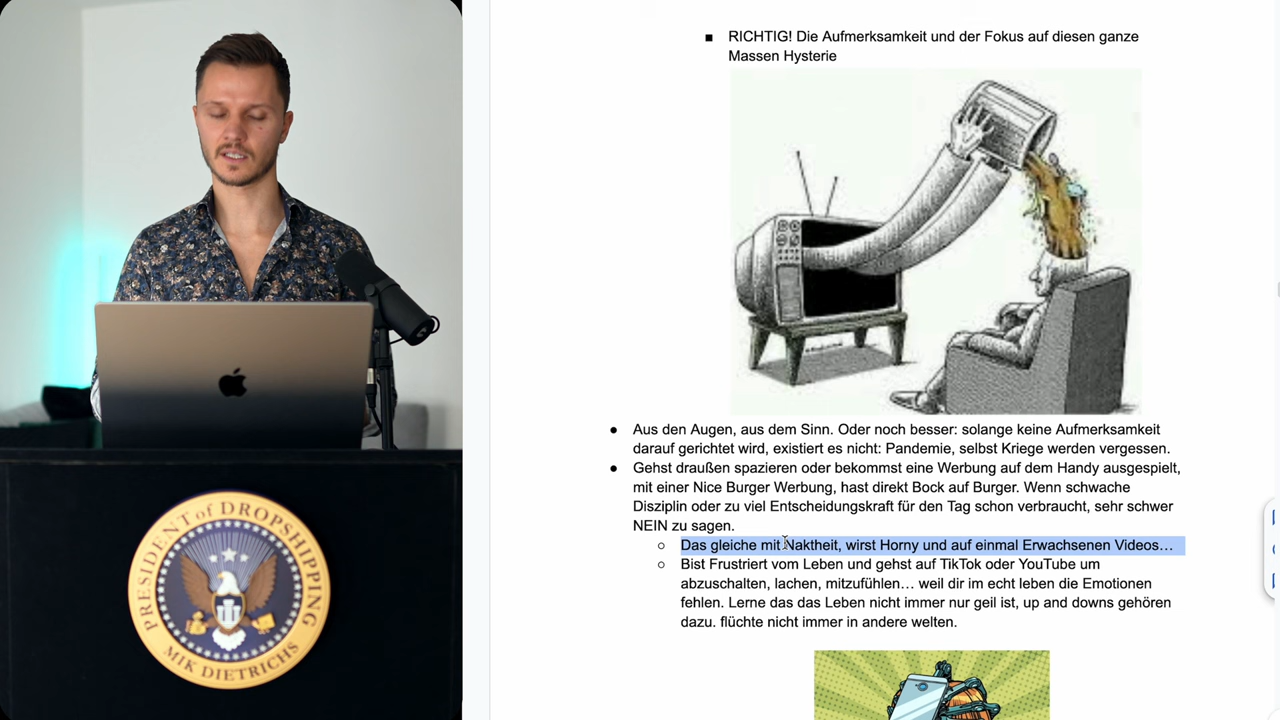 RICHTIG! Die Aufmerksamkeit und der Fokus auf diesen ganze
Massen Hysterie
Aus den Augen, aus dem Sinn. Oder noch besser: solange keine Aufmerksamkeit
darauf gerichtet wird, existiert es nicht: Pandemie, selbst Kriege werden vergessen.
Gehst draußen spazieren oder bekommst eine Werbung auf dem Handy ausgespielt,
mit einer Nice Burger Werbung, hast direkt Bock auf Burger. Wenn schwache
Disziplin oder zu viel Entscheidungskraft für den Tag schon verbraucht, sehr schwer
NEIN zu sagen.
Das gleiche mit Naktheit, wirst Horny und auf einmal Erwachsenen Videos…
Bist Frustriert vom Leben und gehst auf TikTok oder YouTube um
abzuschalten, lachen, mitzufühlen… weil dir im echt leben die Emotionen
fehlen. Lerne das das Leben nicht immer nur geil ist, up and downs gehören
dazu. flüchte nicht immer in andere welten.
PRESIDENT of DROPSHIPPING
MIK DIETRICHS